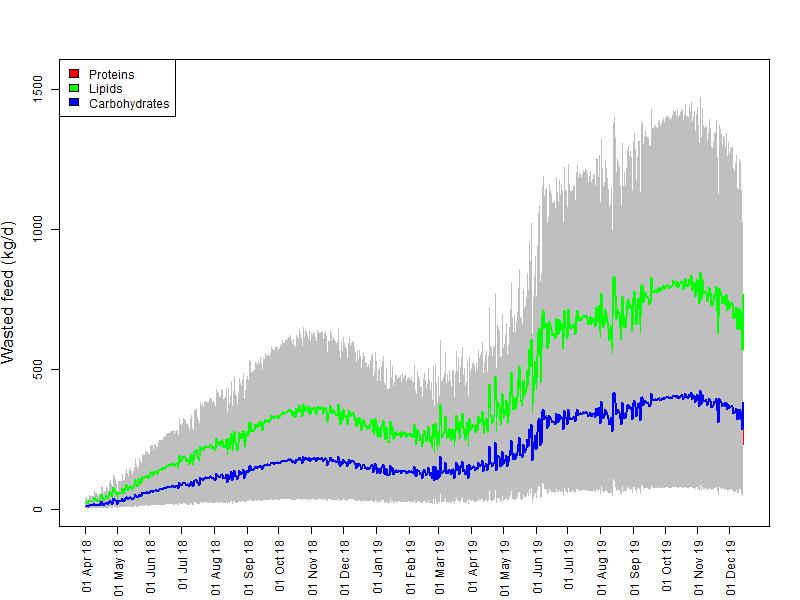 Proteins
Lipids
Carbohydrates
Wasted feed (kg/d)
1500
1000
500
0
01 Apr 18
01 May 18
01 Jun 18
01 Jul 18
01 Aug 18
01 Sep 18
01 Oct 18
01 Nov 18
01 Dec 18
01 Jan 19
01 Feb 19
01 Mar 19
01 Apr 19
01 May 19
01 Jun 19
01 Jul 19
01 Aug 19
01 Sep 19
01 Oct 19
01 Nov 19
01 Dec 19